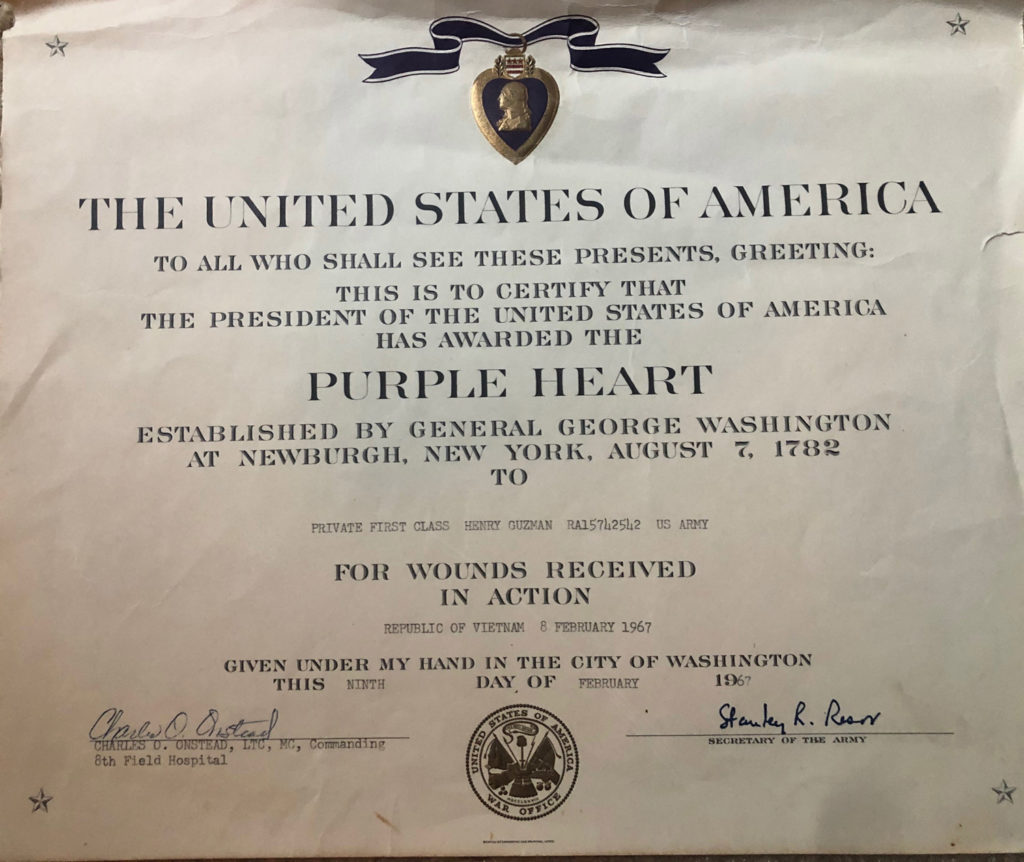 THE UNITED STATES OF AMERICA
TO ALL WHO SHALL SEE THESE PRESENTS, GREETING:
THIS IS TO CERTIFY THAT
THE PRESIDENT OF THE UNITED STATES OF AMERICA
HAS AWARDED THE
PURPLE HEART
ESTABLISHED BY GENERAL GEORGE WASHINGTON
AT NEWBURGH, NEW YORK, AUGUST 7, 1782
TO
PRIVATE FIRST CLASS HENRY GUZMAN RA15742542 US ARMY
FOR WOUNDS RECEIVED
IN ACTION
REPUBLIC OF VIETNAM 8 FEBRUARY 1967
GIVEN UNDER MY HAND IN THE CITY OF WASHINGTON
THIS NINTH DAY OF FEBRUARY 1967
Charles O. Onstead
CHARLES O. ONSTEAD, LTC, MC, Commanding
8th Field Hospital
Stanley R. Resor
SECRETARY OF THE ARMY
UNITED STATES OF AMERICA
WAR OFFICE